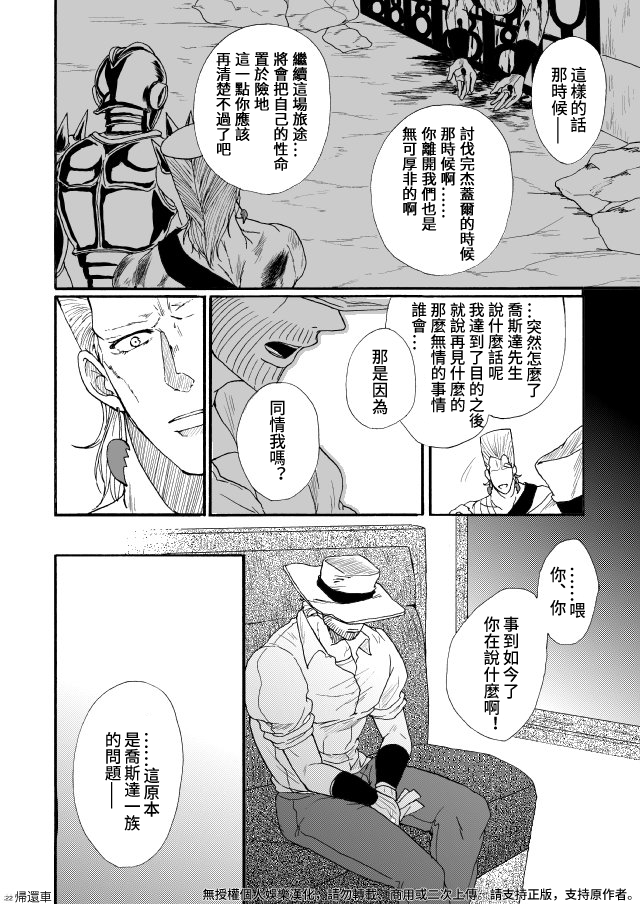 這樣的話
那時候—
討伐完杰蓋爾的時候
那時候啊……
你離開我們也是
無可厚非的啊
繼續這場旅途…
將會把自己的性命
置於險地
這一點你應該
再清楚不過了吧
…突然怎麼了
喬斯達先生
說什麼話呢
我達到了目的之後
就說再見什麼的
那麼無情的事情
誰會…
那是因為
同情我嗎？
……喂
你、你
事到如今了
你在說什麼啊！
……這原本
是喬斯達一族
的問題—
:22 帰還車
無授權個人娛樂漢化，請勿轉載、商用或二次上傳。請支持正版，支持原作者。